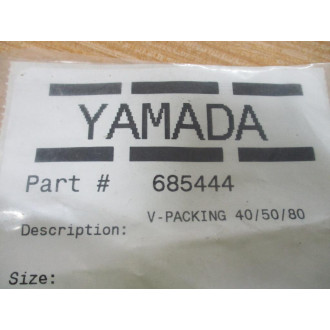 YAMADA
Part # 685444
Description: V-PACKING 40/50/80
Size: